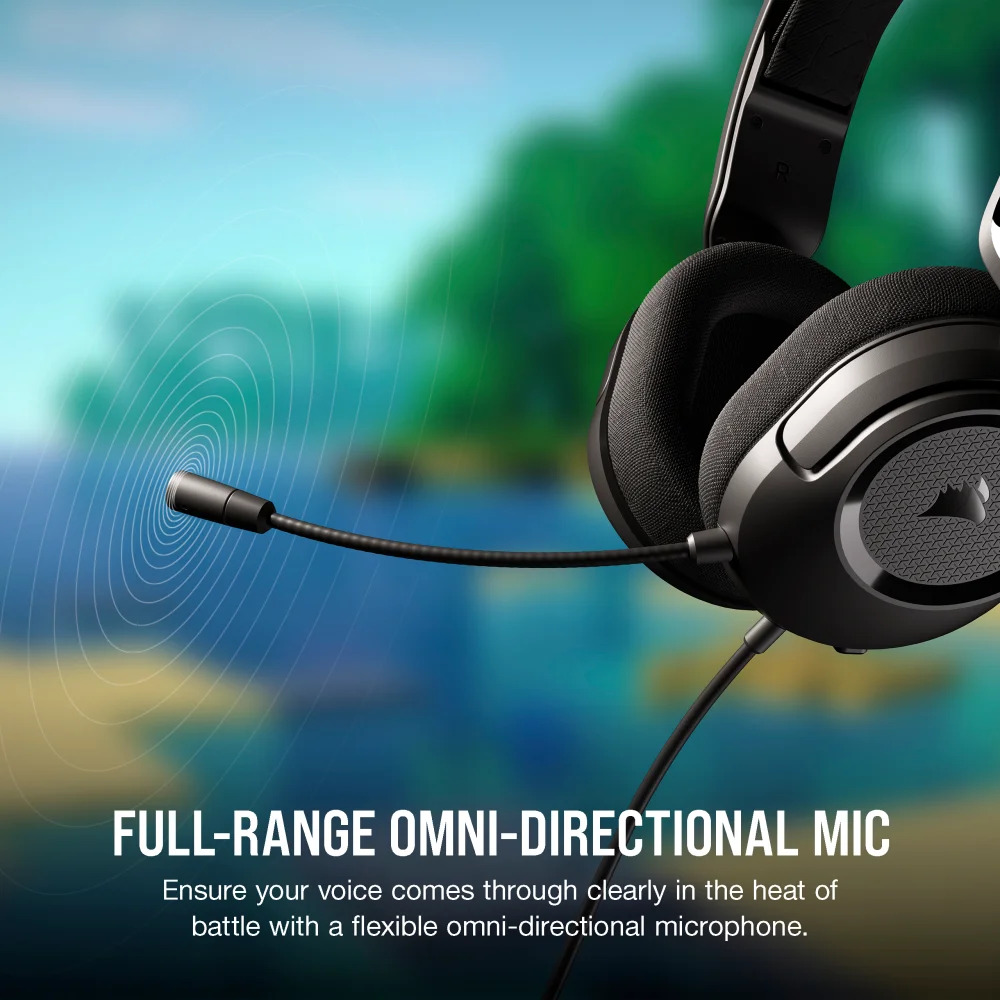 R
FULL-RANGE OMNI-DIRECTIONAL MIC
Ensure your voice comes through clearly in the heat of
battle with a flexible omni-directional microphone.